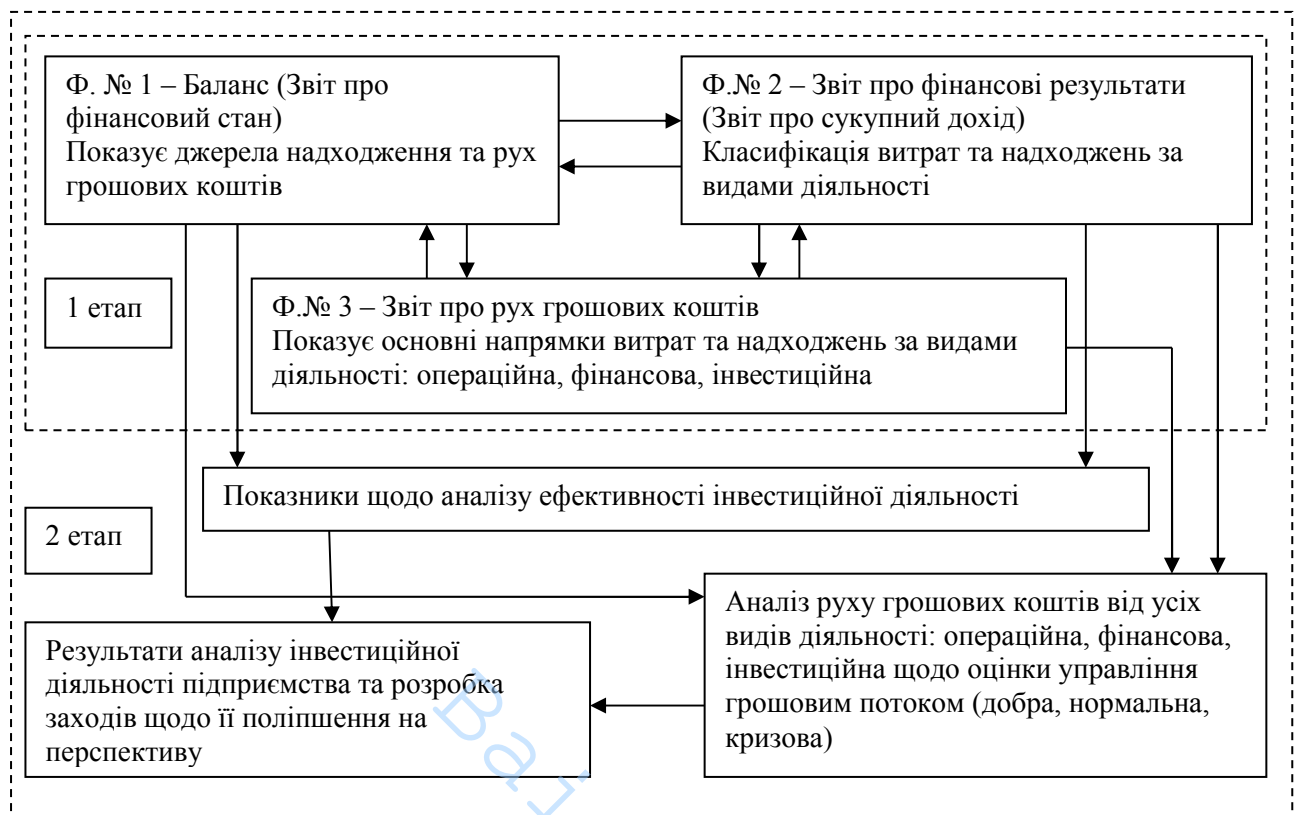 Ф. № 1 – Баланс (Звіт про
фінансовий стан)
Показує джерела надходження та рух
грошових коштів
Ф.№ 2 – Звіт про фінансові результати
(Звіт про сукупний дохід)
Класифікація витрат та надходжень за
видами діяльності
1 етап
Ф.№ 3 – Звіт про рух грошових коштів
Показує основні напрямки витрат та надходжень за видами
діяльності: операційна, фінансова, інвестиційна
Показники щодо аналізу ефективності інвестиційної діяльності
2 етап
Результати аналізу інвестиційної
діяльності підприємства та розробка
заходів щодо її поліпшення на
перспективу
Аналіз руху грошових коштів від усіх
видів діяльності: операційна, фінансова,
інвестиційна щодо оцінки управління
грошовим потоком (добра, нормальна,
кризова)